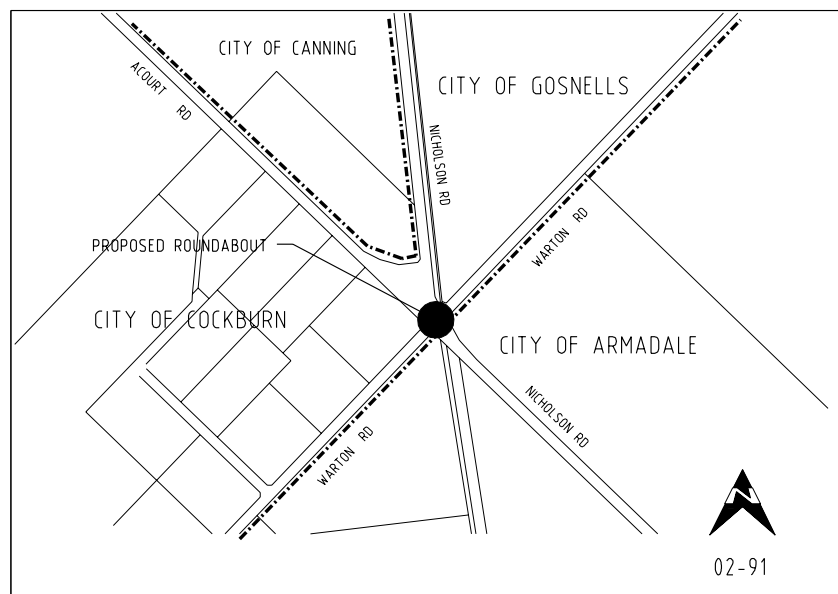 CITY OF CANNING
ACOURT RD
CITY OF GOSNELLS
NICHOLSON RD
WARTON RD
PROPOSED ROUNDABOUT
CITY OF COCKBURN
CITY OF ARMADALE
NICHOLSON RD
WARTON RD
N
02-91